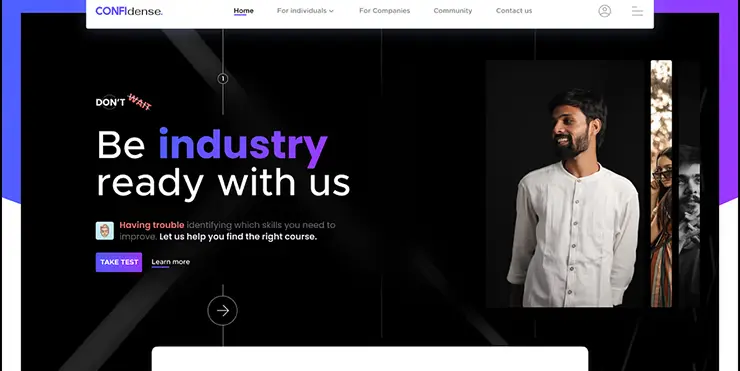 CONFIdense.
Home
For individuals
For Companies
Community
Contact us
1
DON'T WAIT
Be industry
ready with us
Having trouble identifying which skills you need to
improve. Let us help you find the right course.
TAKE TEST
Learn more